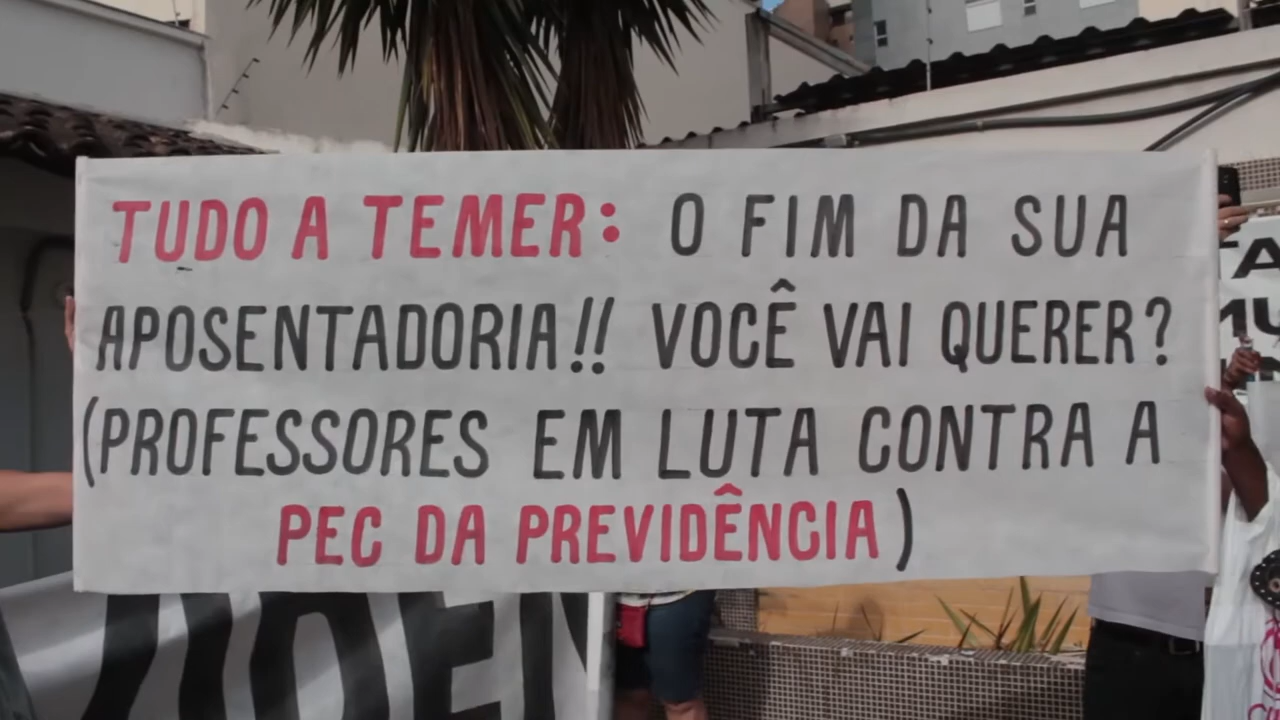 TUDO A TEMER: O FIM DA SUA
APOSENTADORIA!! VOCÊ VAI QUERER?
(PROFESSORES EM LUTA CONTRA A
PEC DA PREVIDÊNCIA)